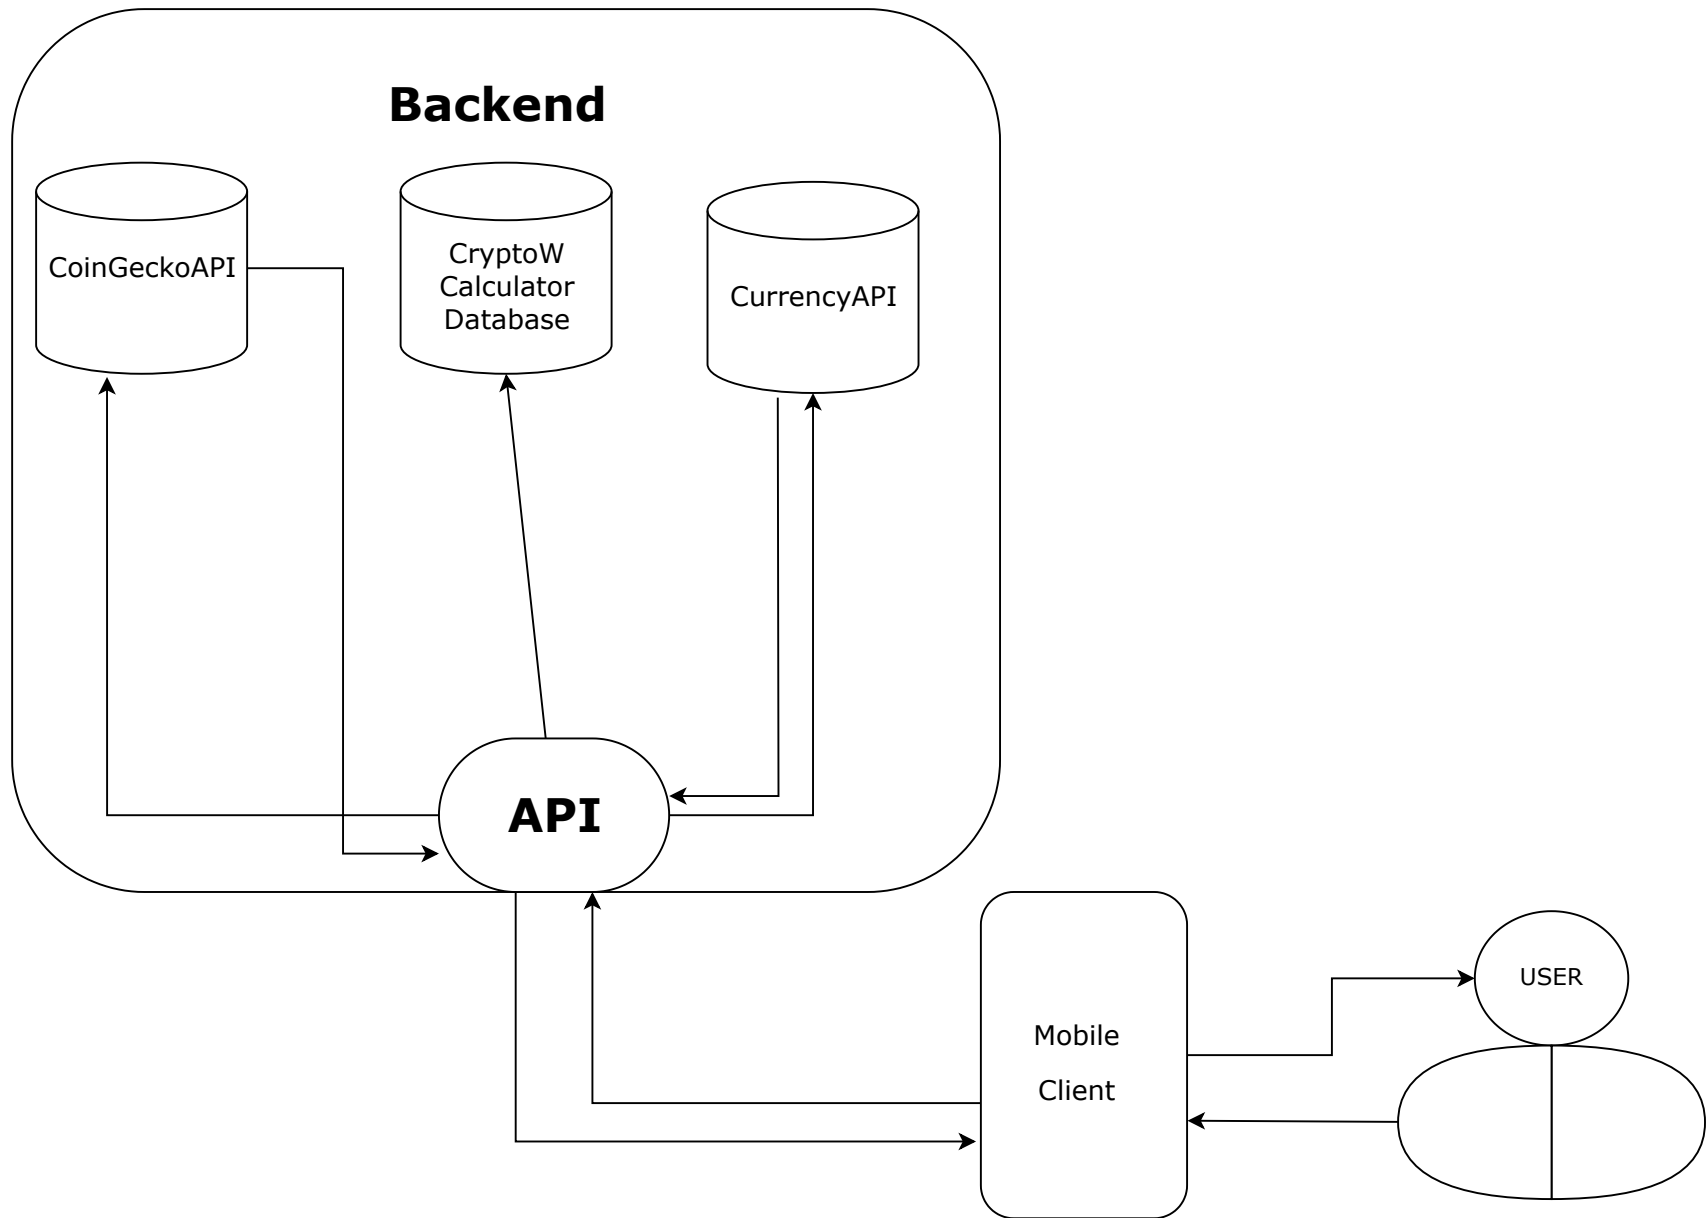 Backend
CoinGeckoAPI
CryptoW
Calculator
Database
CurrencyAPI
API
Mobile
Client
USER